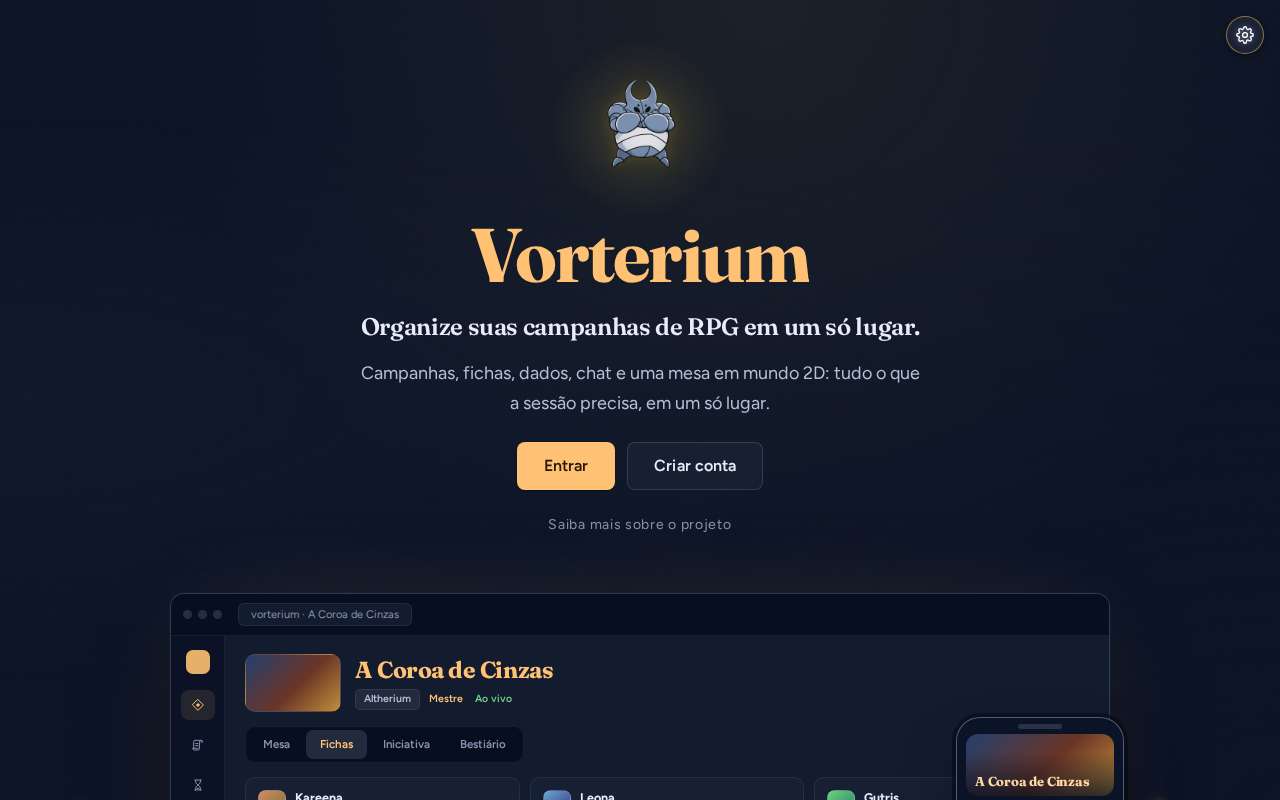 Vorterium
Organize suas campanhas de RPG em um só lugar.
Campanhas, fichas, dados, chat e uma mesa em mundo 2D: tudo o que
a sessão precisa, em um só lugar.
Entrar
Criar conta
Saiba mais sobre o projeto
vorterium · A Coroa de Cinzas
A Coroa de Cinzas
Altherium
Mestre
Ao vivo
Mesa
Fichas
Iniciativa
Bestiário
A Coroa de Cinzas
Kareena
Leona
Gutris